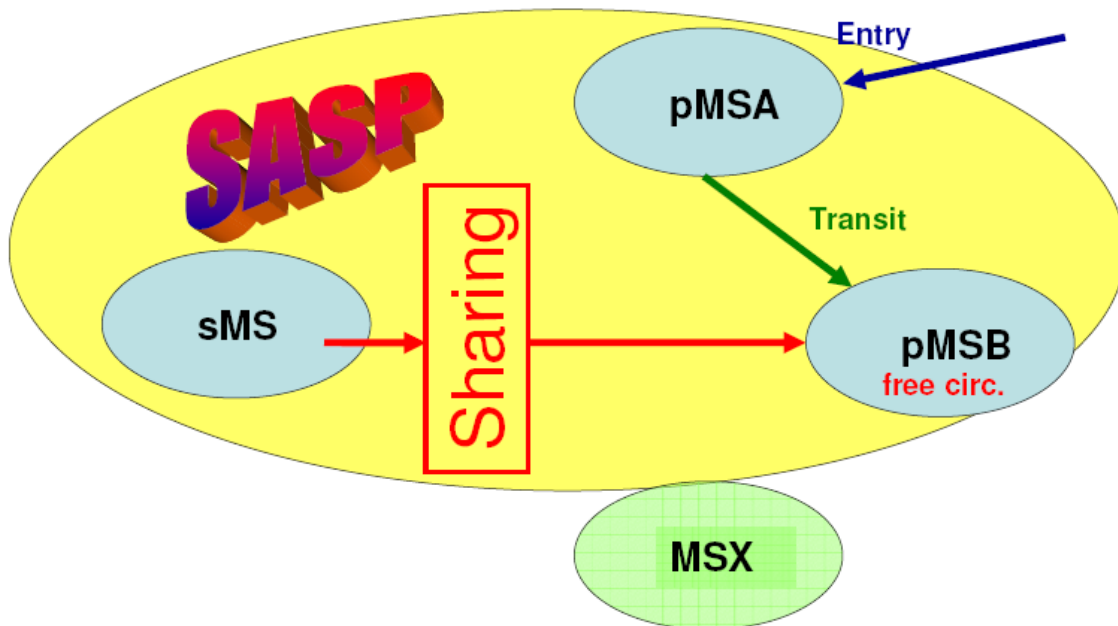 Entry
pMSA
SASP
Transit
Sharing
sMS
pMSB
free circ.
MSX